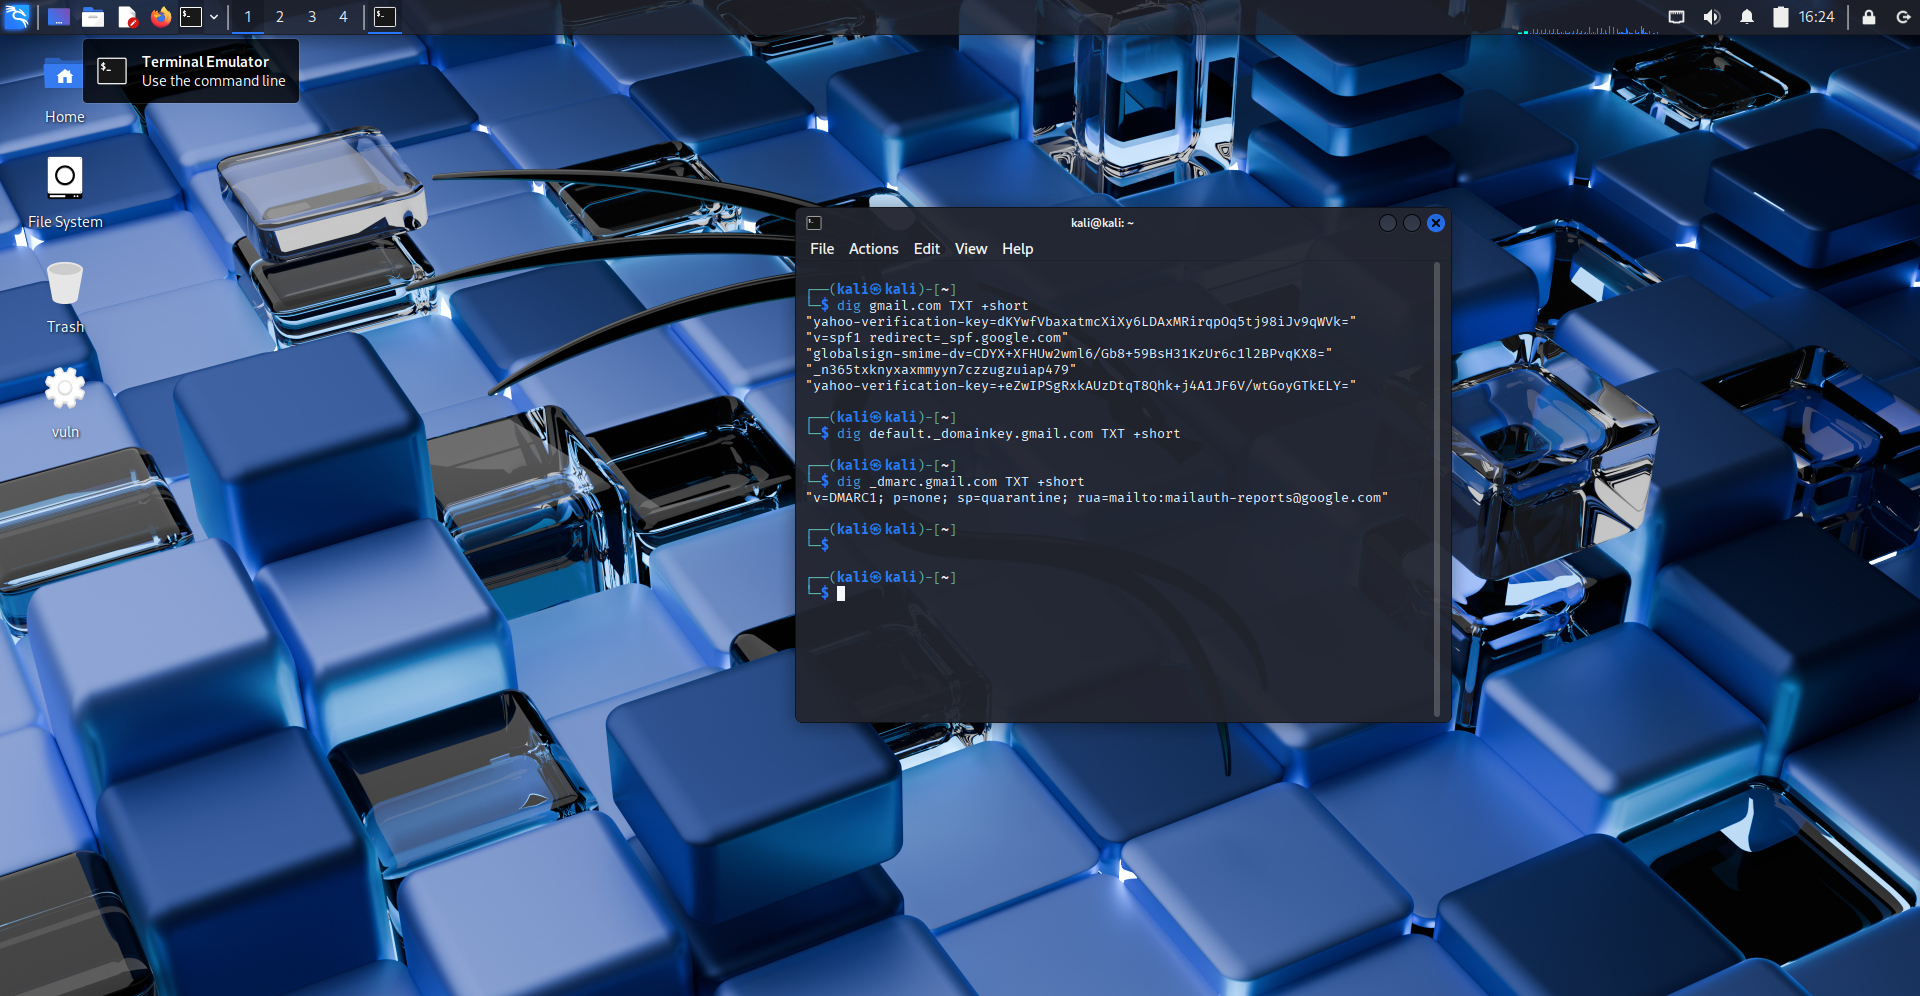 1 2 3 4
16:24
Terminal Emulator
Use the command line
Home
File System
Trash
vuln
kali@kali: ~
File Actions Edit View Help
┌──(kali㉿kali)-[~]
└─$ dig gmail.com TXT +short
"yahoo-verification-key=dKYwfVbaxatmcXiXy6LDAxMRirqpOq5tj98iJv9qWVk="
"v=spf1 redirect=_spf.google.com"
"globalsign-smime-dv=CDYX+XFHUw2wml6/Gb8+59BsH31KzUr6c1l2BPvqKX8="
"_n365txknyxaxmmyyn7czzugzuiap479"
"yahoo-verification-key=+eZwIPSgRxkAUzDtqT8Qhk+j4A1JF6V/wtGoyGTkELY="
┌──(kali㉿kali)-[~]
└─$ dig default._domainkey.gmail.com TXT +short
┌──(kali㉿kali)-[~]
└─$ dig _dmarc.gmail.com TXT +short
"v=DMARC1; p=none; sp=quarantine; rua=mailto:mailauth-reports@google.com"
┌──(kali㉿kali)-[~]
└─$
┌──(kali㉿kali)-[~]
└─$